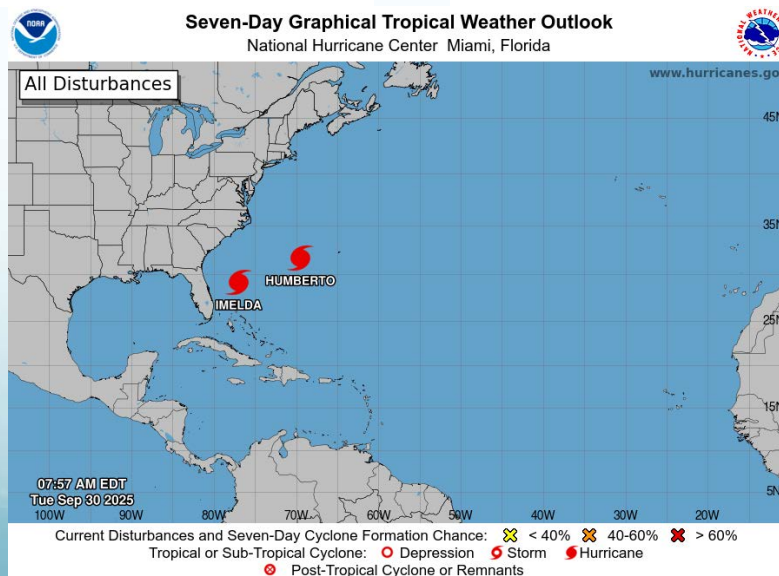 Seven-Day Graphical Tropical Weather Outlook
National Hurricane Center Miami, Florida
NOAA
All Disturbances
www.hurricanes.go
45N
35N
HUMBERTO
IMELDA
25N
15N
07:57 AM EDT
Tue Sep 30 2025
5N
100W 90W 80W 70W 60W 50W 40W 30W 20W
Current Disturbances and Seven-Day Cyclone Formation Chance: < 40% 40-60% > 60%
Tropical or Sub-Tropical Cyclone: Depression Storm Hurricane
Post-Tropical Cyclone or Remnants